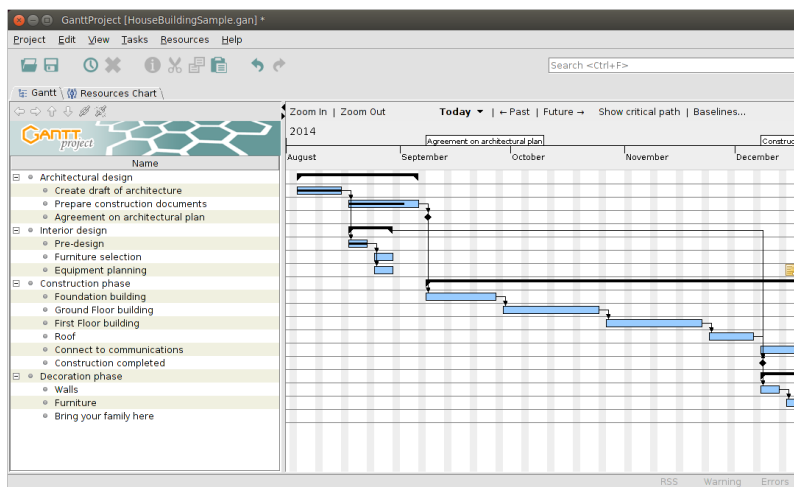 GanttProject [HouseBuildingSample.gan] *
Project Edit View Tasks Resources Help
Search <Ctrl+F>
Gantt Resources Chart
Zoom In | Zoom Out Today | ←Past | Future→ Show critical path | Baselines...
GANTT
project
2014
Agreement on architectural plan Construc
Name
August September October November December
Architectural design
Create draft of architecture
Prepare construction documents
Agreement on architectural plan
Interior design
Pre-design
Furniture selection
Equipment planning
Construction phase
Foundation building
Ground Floor building
First Floor building
Roof
Connect to communications
Construction completed
Decoration phase
Walls
Furniture
Bring your family here
RSS Warning Errors